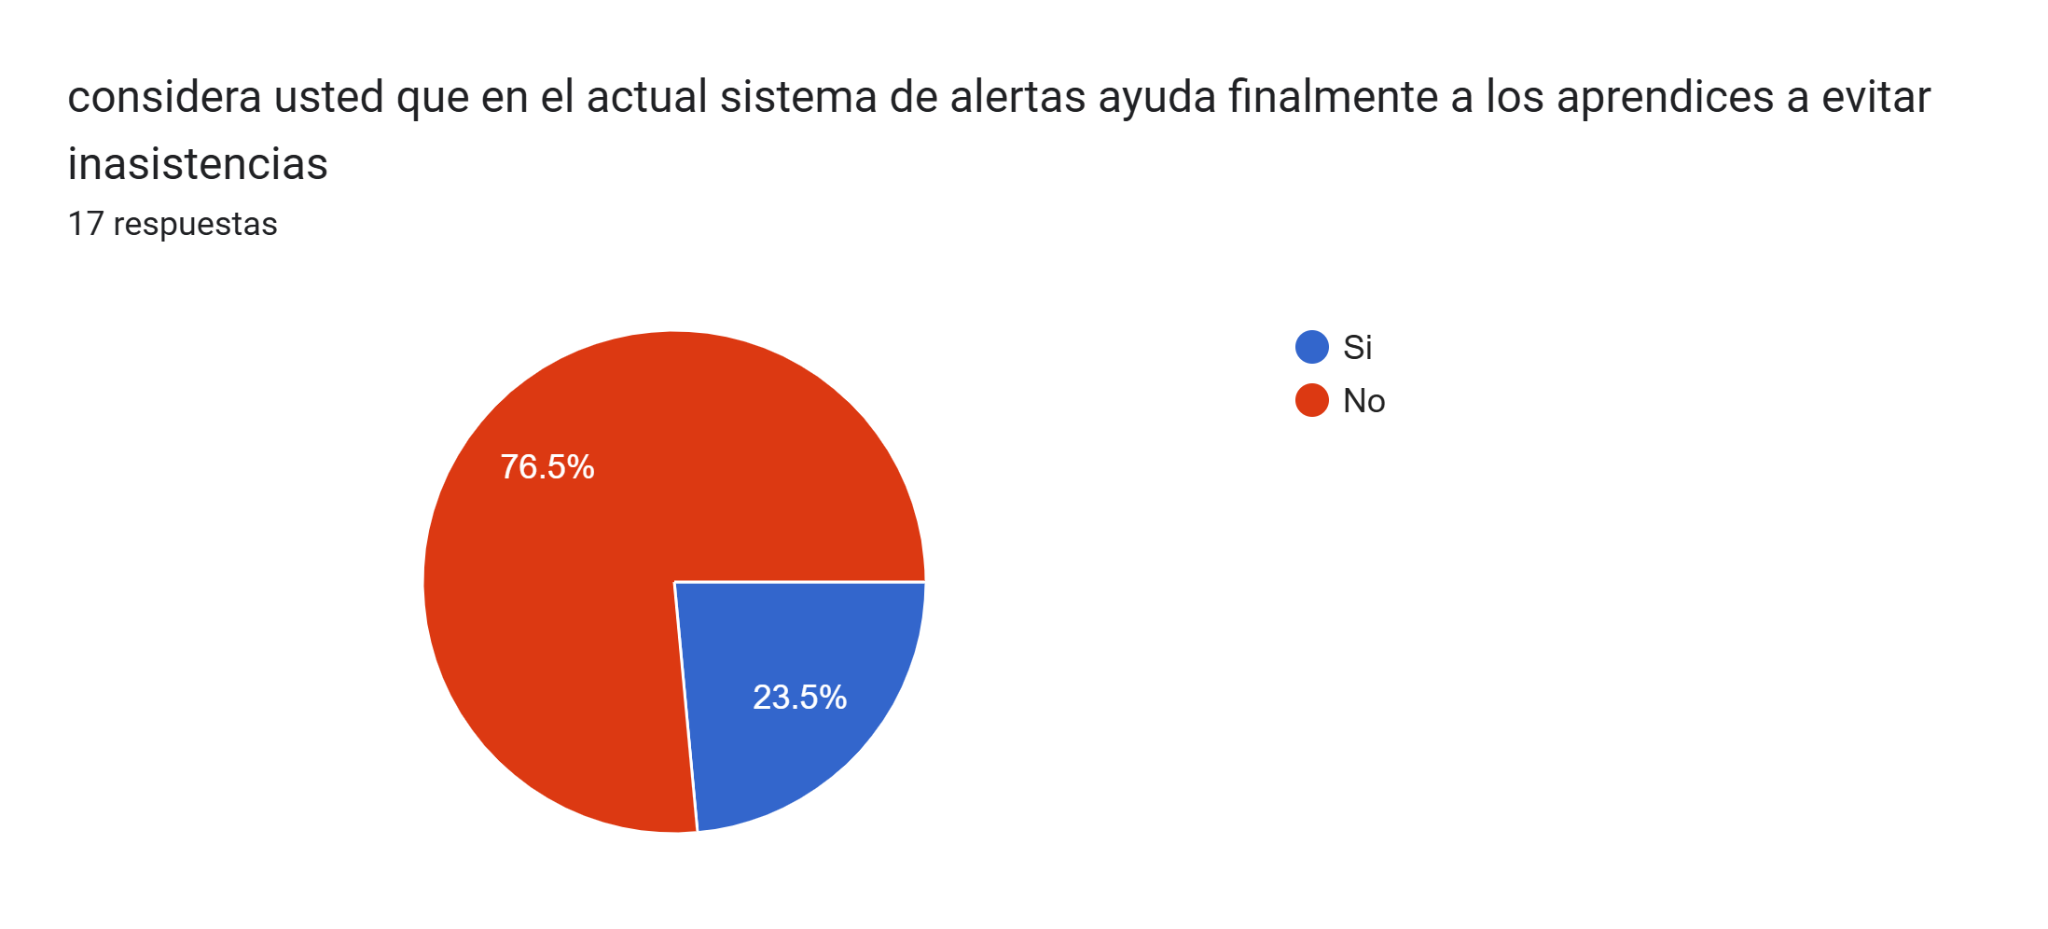 considera usted que en el actual sistema de alertas ayuda finalmente a los aprendices a evitar
inasistencias
17 respuestas
Si
No
76.5%
23.5%